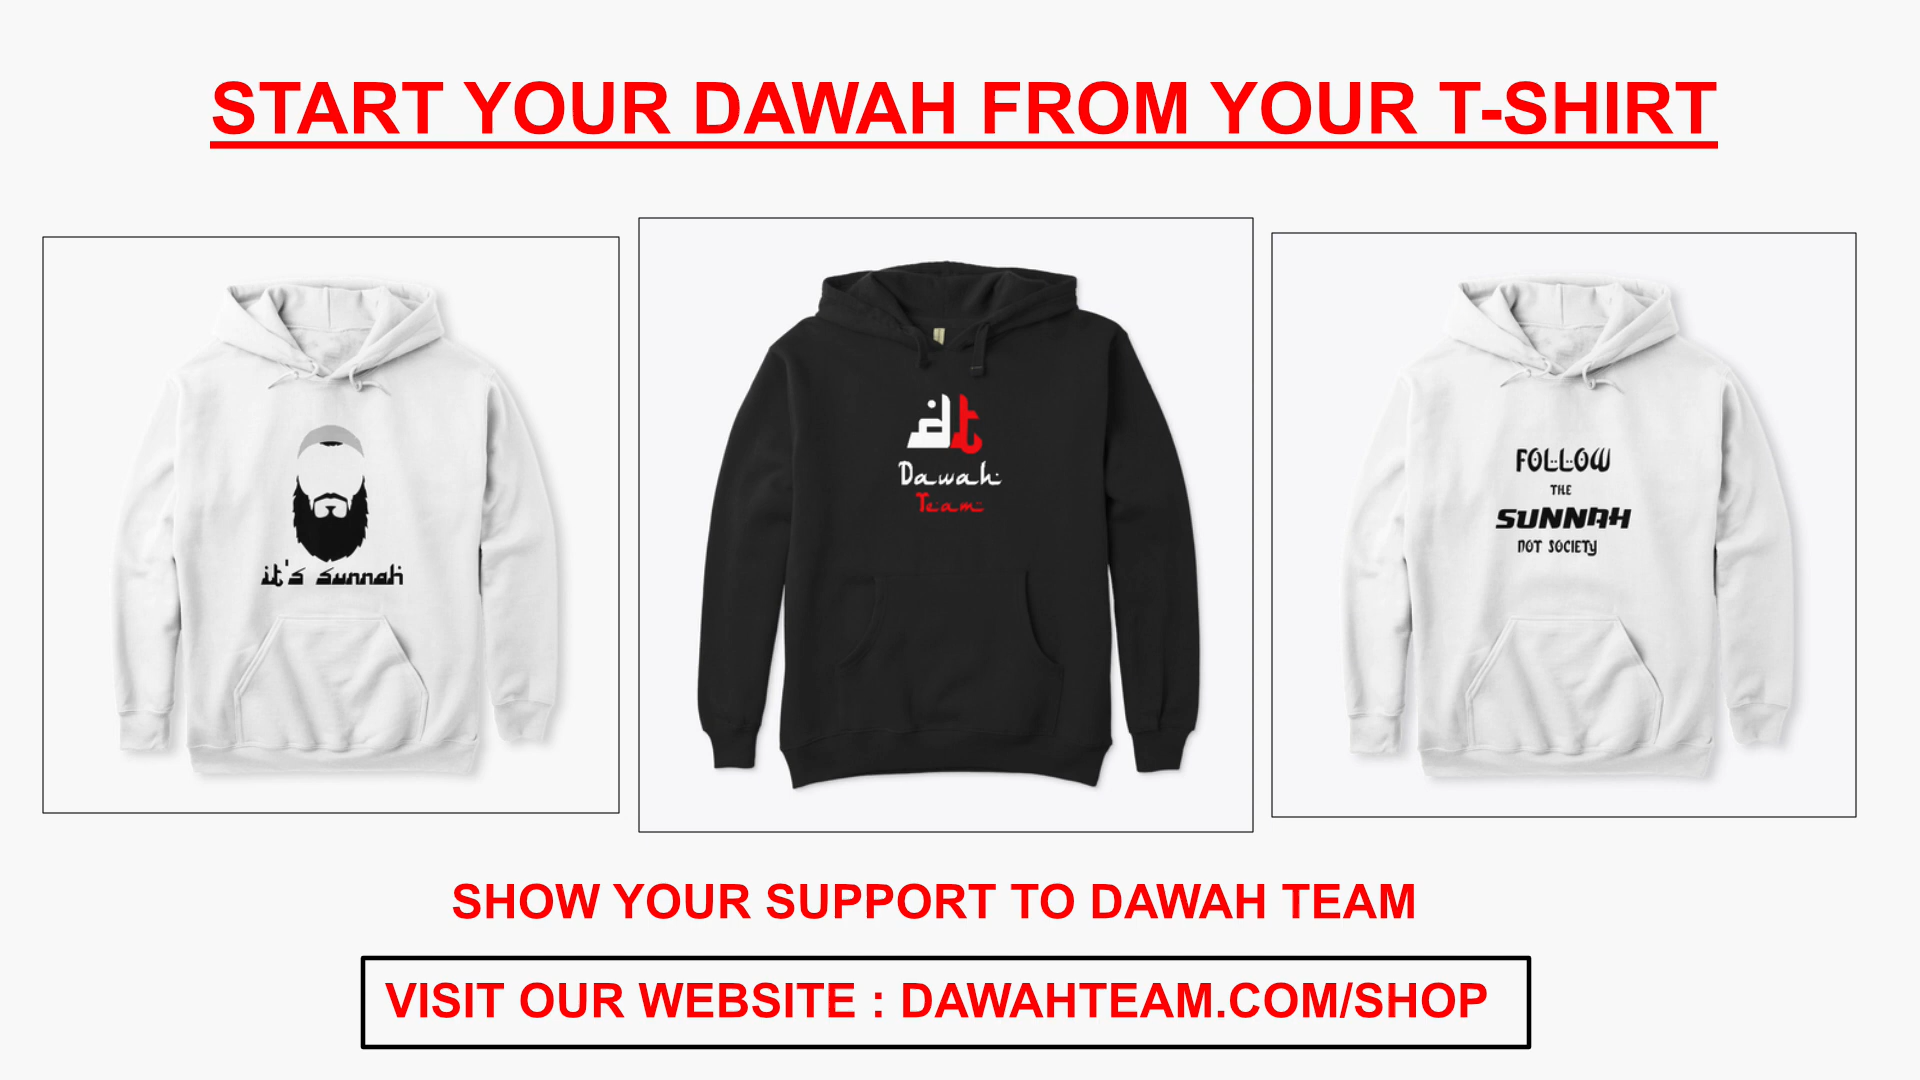 START YOUR DAWAH FROM YOUR T-SHIRT
it's sunnah
dt
Dawah
Team
FOLLOW
THE
SUNNAH
NOT SOCIETY
SHOW YOUR SUPPORT TO DAWAH TEAM
VISIT OUR WEBSITE : DAWAHTEAM.COM/SHOP